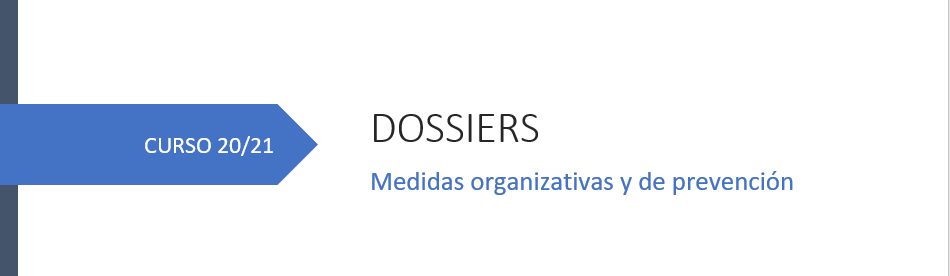 CURSO 20/21
DOSSIERS
Medidas organizativas y de prevención